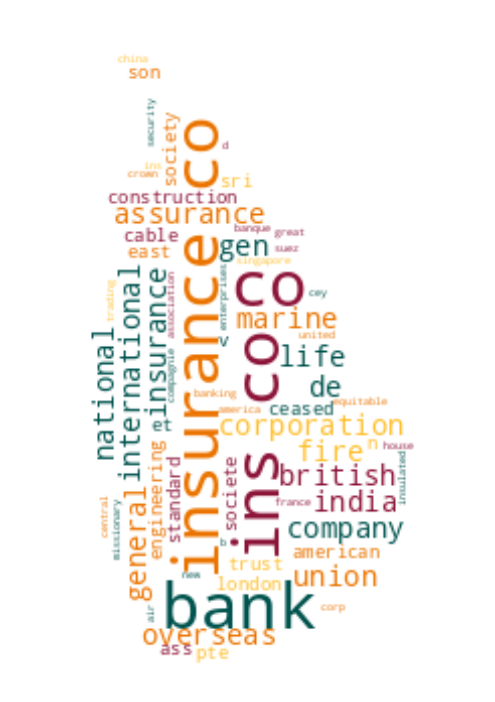 china
son
security
society
insurance co
d
ins
crown
sri
construction
assurance
cable
banque
great
east
gen
suez
singapore
international
insurance
association
enterprises
co
cey
trading
marine
national
v
united
ins co
life
compagnie
de
banking
equitable
america
ceased
et
corporation
fire
n
house
engineering
standard
societe
british
insulated
general
india
france
central
missionary
company
b
american
trust
union
new
london
bank
air
corp
overseas
ass
pte